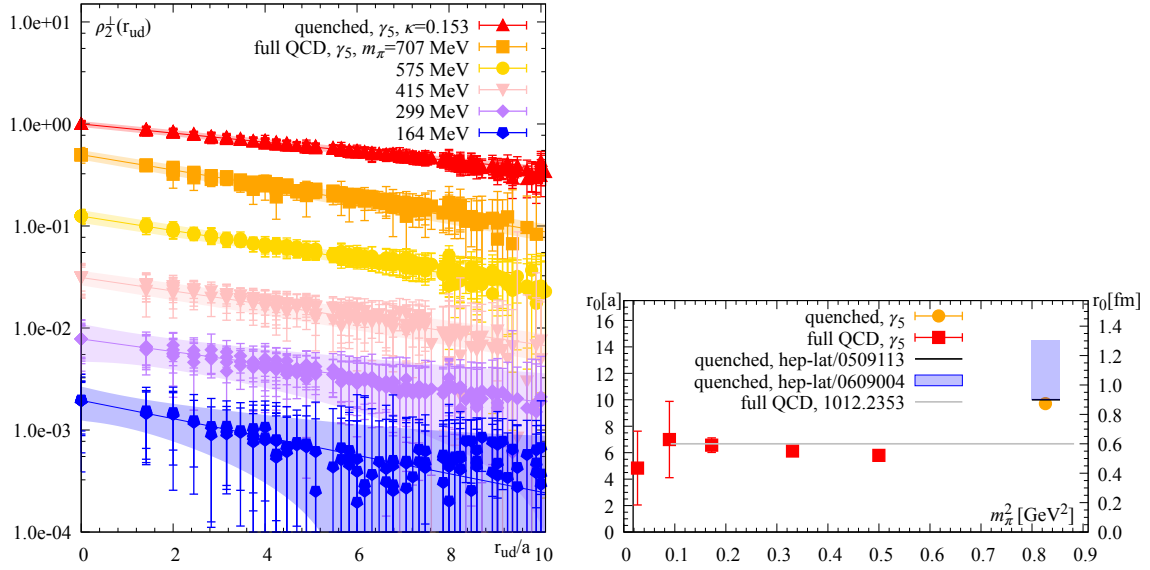 ρ₂^⊥(r_ud)
quenched, γ₅, κ=0.153
full QCD, γ₅, m_π=707 MeV
575 MeV
415 MeV
299 MeV
164 MeV
1.0e+01
1.0e+00
1.0e-01
1.0e-02
1.0e-03
1.0e-04
0 2 4 6 8 10
r_ud/a
r₀[a]
r₀[fm]
quenched, γ₅
full QCD, γ₅
quenched, hep-lat/0509113
quenched, hep-lat/0609004
full QCD, 1012.2353
16
14
12
10
8
6
4
2
0
1.4
1.2
1.0
0.8
0.6
0.4
0.2
0.0
m_π² [GeV²]
0 0.1 0.2 0.3 0.4 0.5 0.6 0.7 0.8 0.9